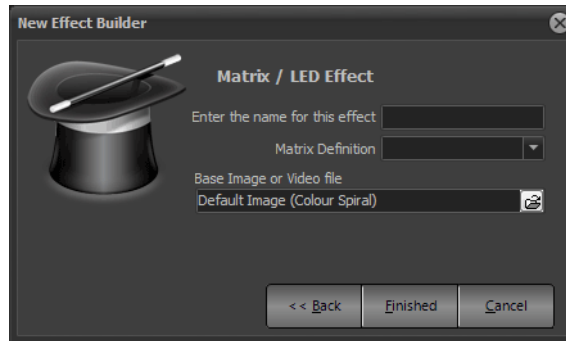 New Effect Builder
Matrix / LED Effect
Enter the name for this effect
Matrix Definition
Base Image or Video file
Default Image (Colour Spiral)
<< Back
Finished
Cancel